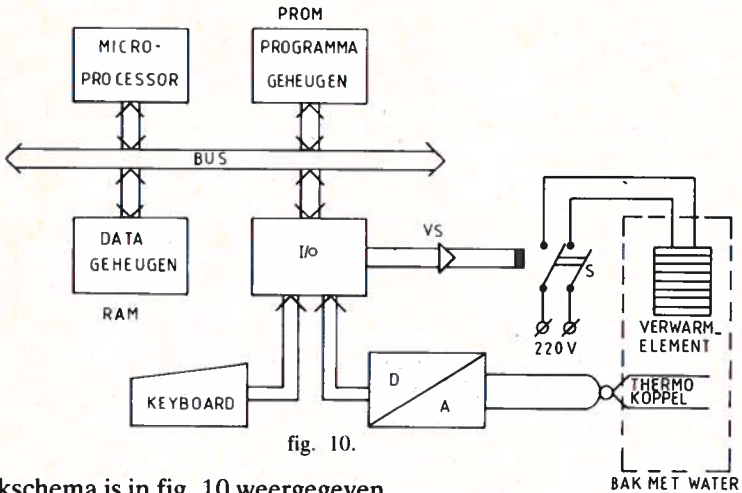 PROM
MICRO-
PROCESSOR
PROGRAMMA
GEHEUGEN
BUS
DATA
GEHEUGEN
RAM
I/o
VS
S
220 V
VERWARM_
ELEMENT
KEYBOARD
D
A
THERMO
KOPPEL
fig. 10.
BAK MET WATER
kschema is in fig. 10 weergegeven